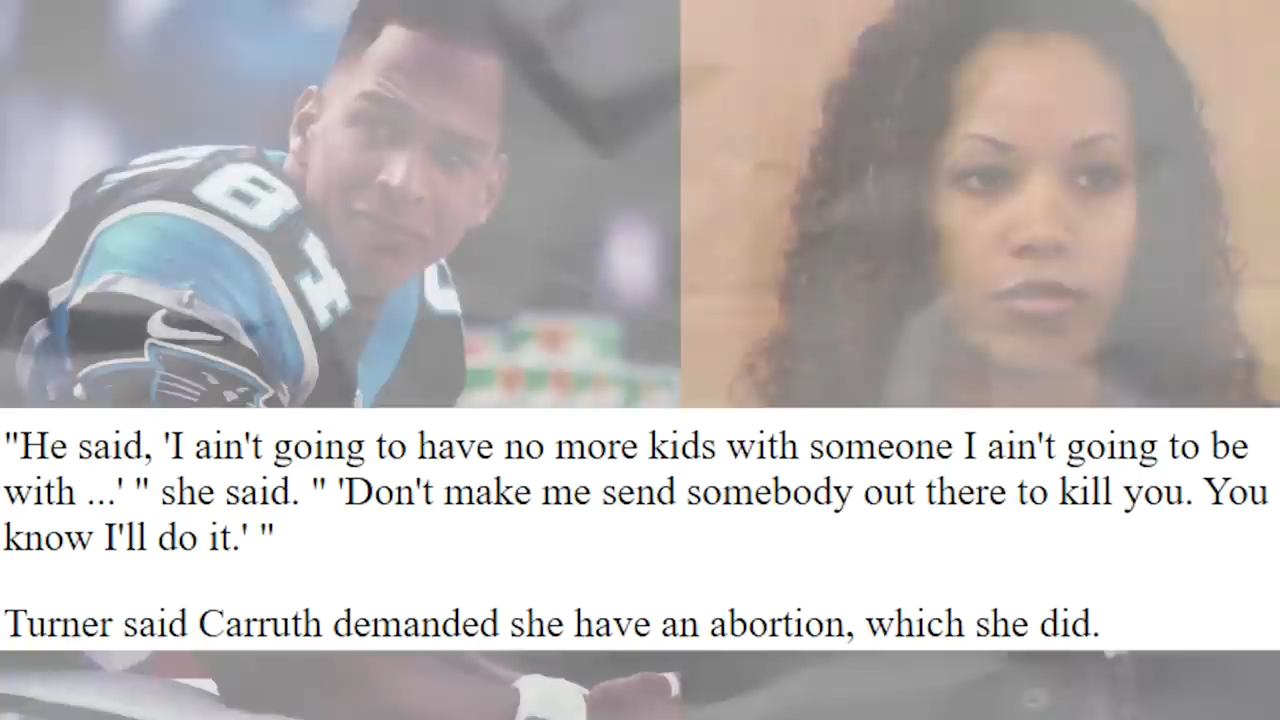 84
"He said, 'I ain't going to have no more kids with someone I ain't going to be
with ...' " she said. " 'Don't make me send somebody out there to kill you. You
know I'll do it.' "
Turner said Carruth demanded she have an abortion, which she did.